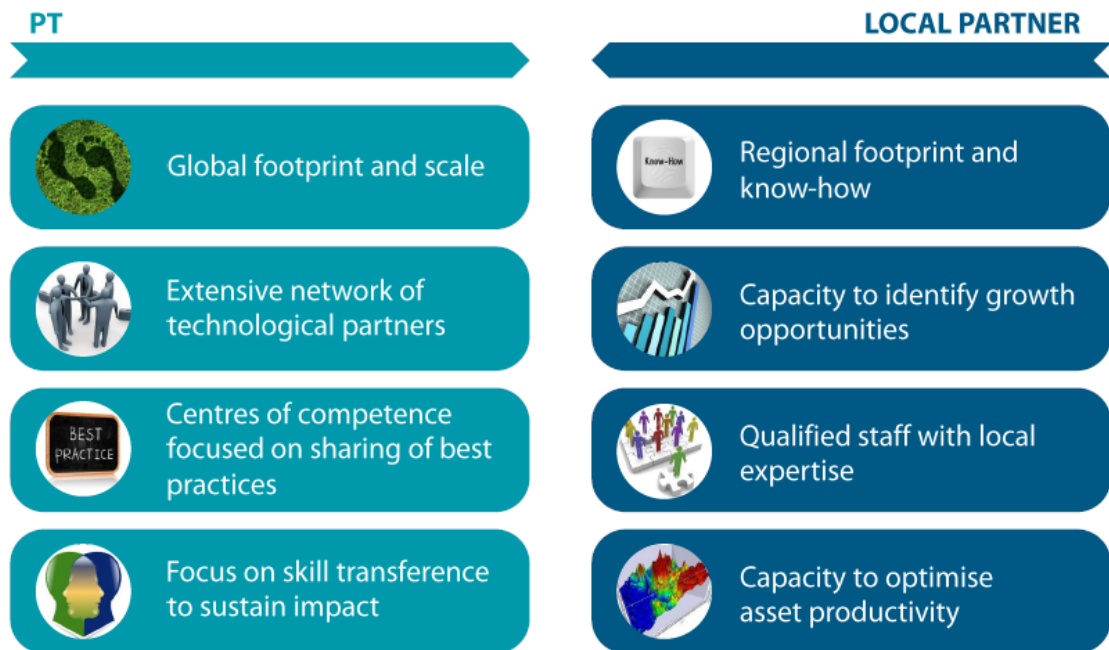 PT
Global footprint and scale
Extensive network of
technological partners
BEST
PRACTICE
Centres of competence
focused on sharing of best
practices
Focus on skill transference
to sustain impact
LOCAL PARTNER
Know-How
Regional footprint and
know-how
Capacity to identify growth
opportunities
Qualified staff with local
expertise
Capacity to optimise
asset productivity